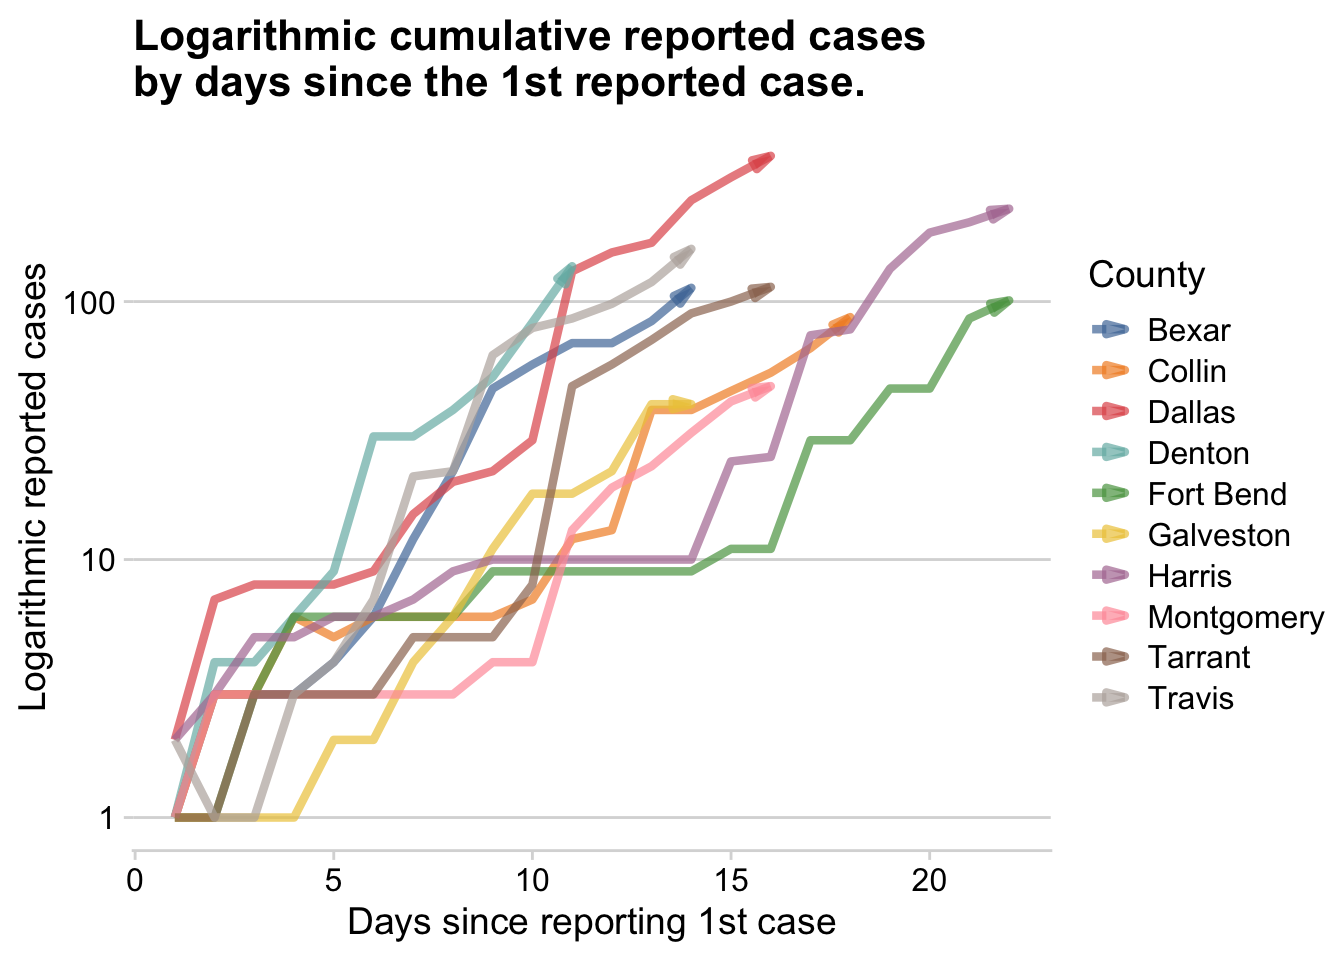 Logarithmic cumulative reported cases
by days since the 1st reported case.
Logarithmic reported cases
100
10
1
0 5 10 15 20
Days since reporting 1st case
County
Bexar
Collin
Dallas
Denton
Fort Bend
Galveston
Harris
Montgomery
Tarrant
Travis